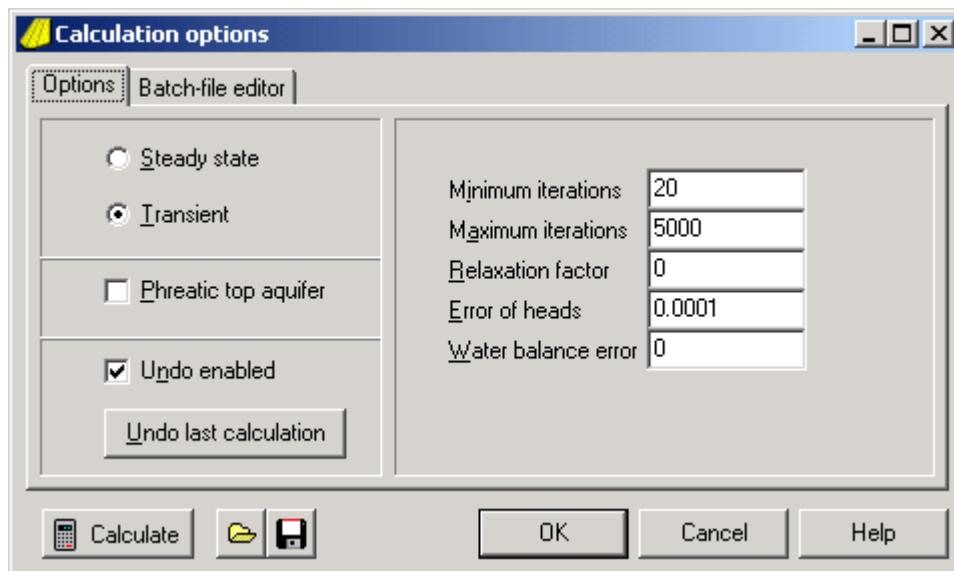 Calculation options
Options
Batch-file editor
Steady state
Transient
Phreatic top aquifer
Undo enabled
Undo last calculation
Minimum iterations 20
Maximum iterations 5000
Relaxation factor 0
Error of heads 0.0001
Water balance error 0
Calculate
OK
Cancel
Help